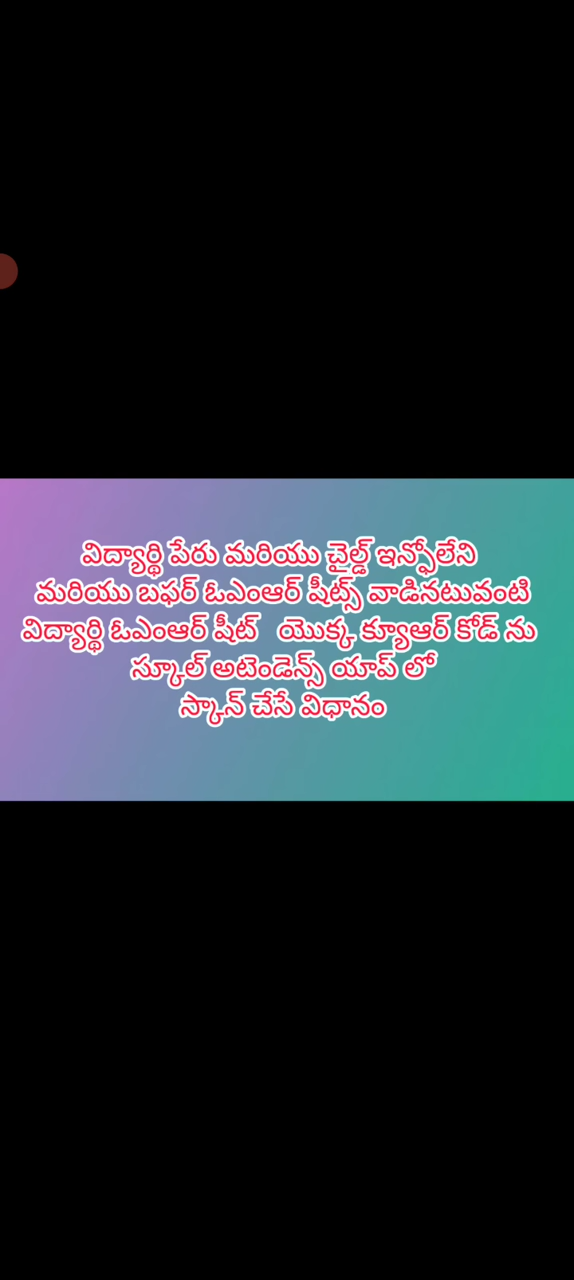 విద్యార్థి పేరు మరియు చైల్డ్ ఇన్ఫోలేని
మరియు బఫర్ ఓఎంఆర్ షీట్స్ వాడినటువంటి
విద్యార్థి ఓఎంఆర్ షీట్ యొక్క క్యూఆర్ కోడ్ ను
స్కూల్ అటెండెన్స్ యాప్ లో
స్కాన్ చేసే విధానం